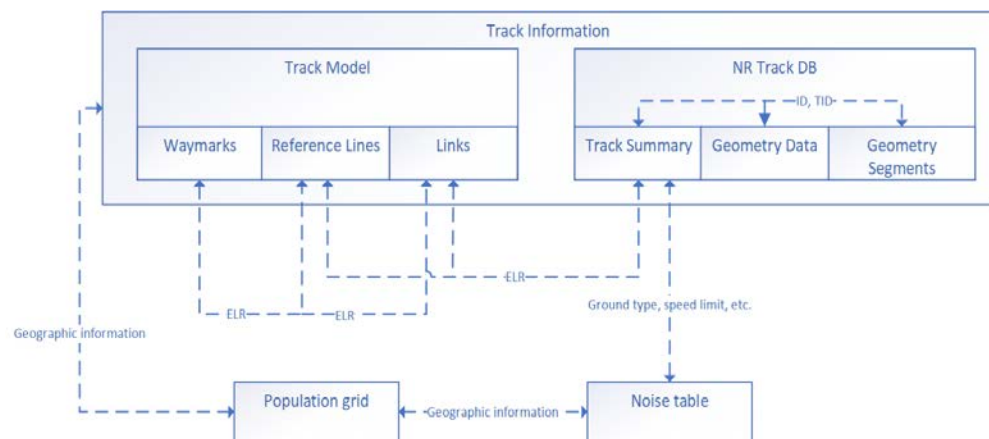 Track Information
Track Model
NR Track DB
ID, TID
Waymarks
Reference Lines
Links
Track Summary
Geometry Data
Geometry
Segments
ELR
ELR
ELR
Ground type, speed limit, etc.
Geographic information
Population grid
Geographic information
Noise table